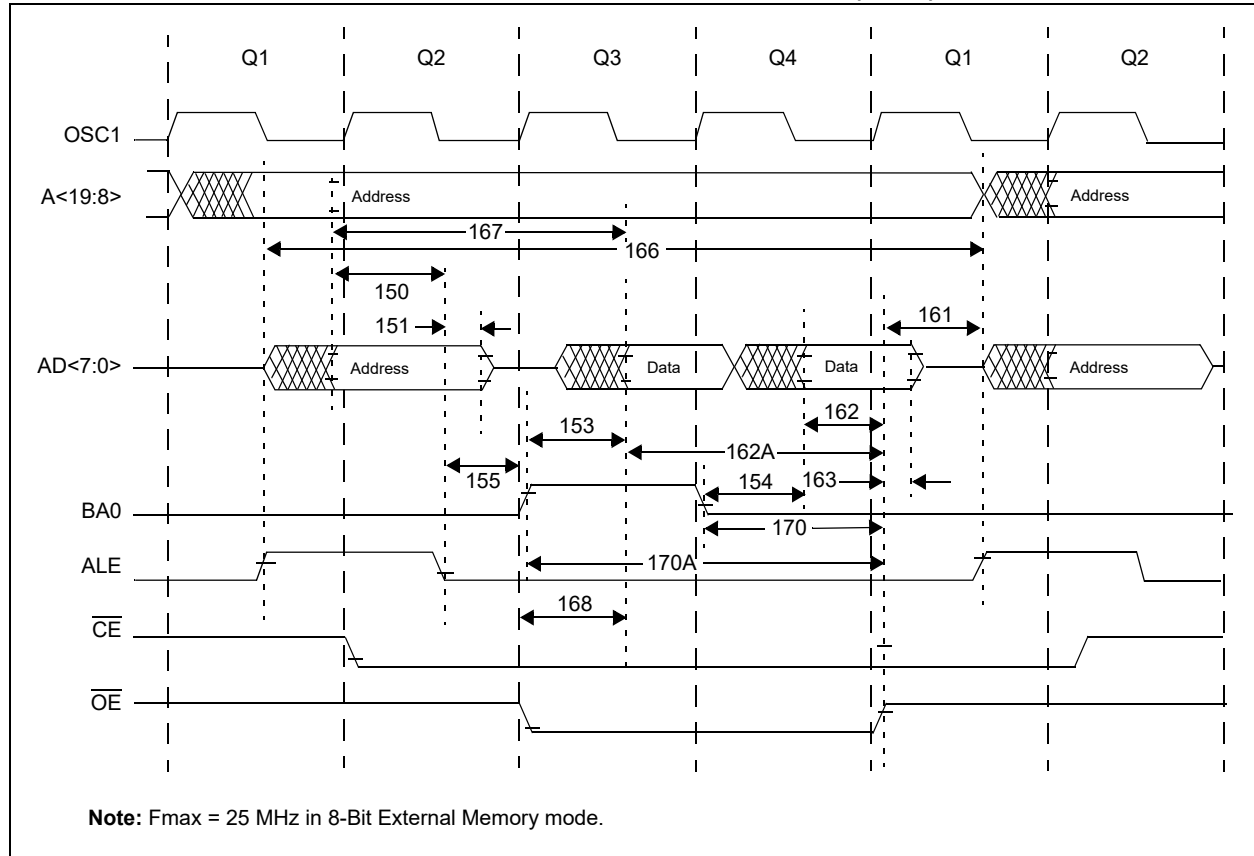 Q1 Q2 Q3 Q4 Q1 Q2
OSC1
A<19:8>
Address Address
167
166
150
151 161
AD<7:0>
Address Data Data Address
162
153
162A
155 154 163
BA0
170
ALE
170A
168
CE
OE
Note: Fmax = 25 MHz in 8-Bit External Memory mode.